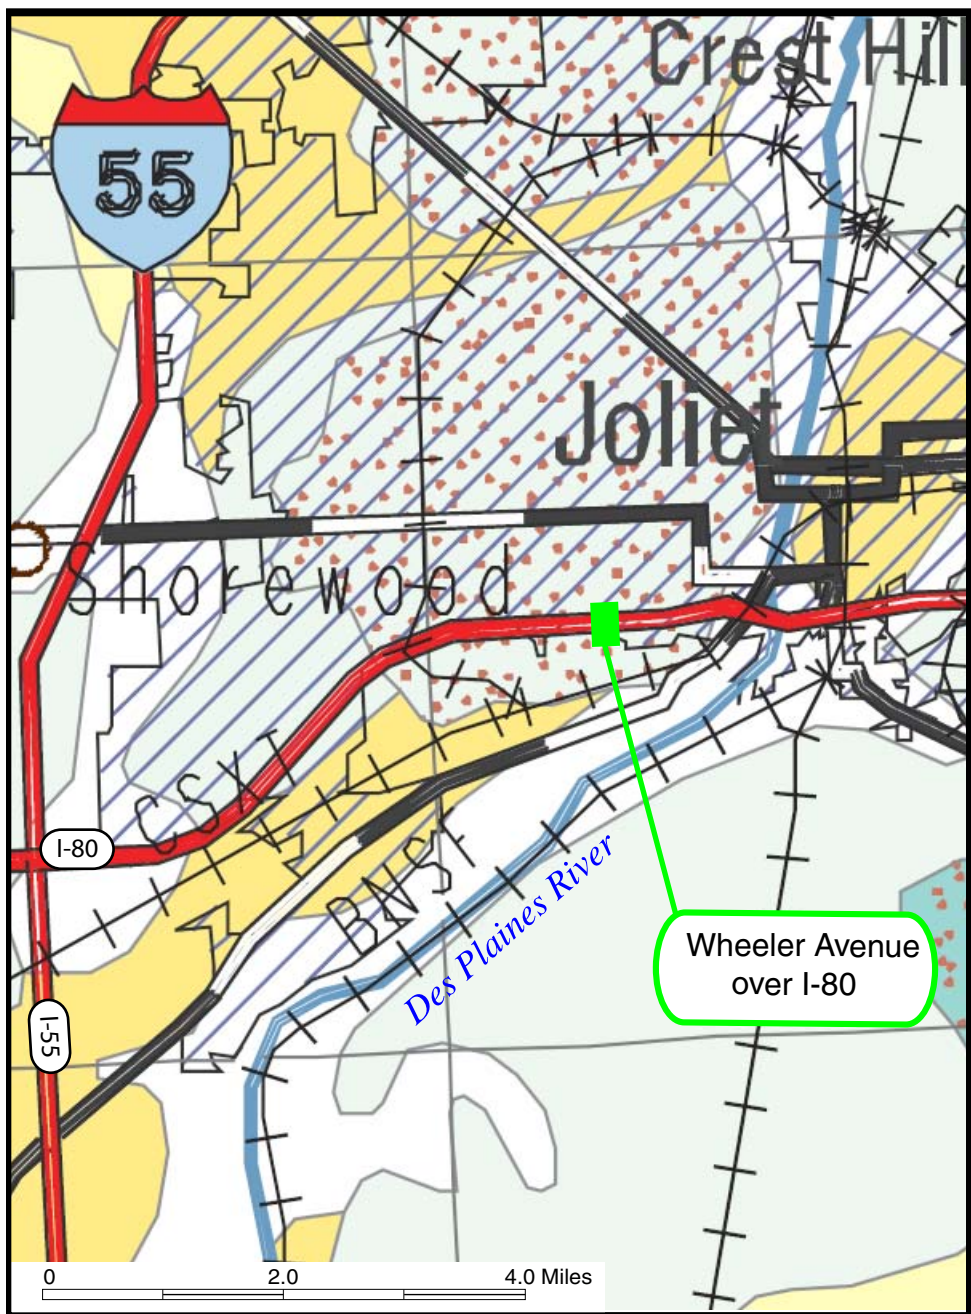 Crest Hill
55
Joliet
Shorewood
CSXT
I-80
BNSF
Des Plaines River
Wheeler Avenue
over I-80
I-55
0 2.0 4.0 Miles